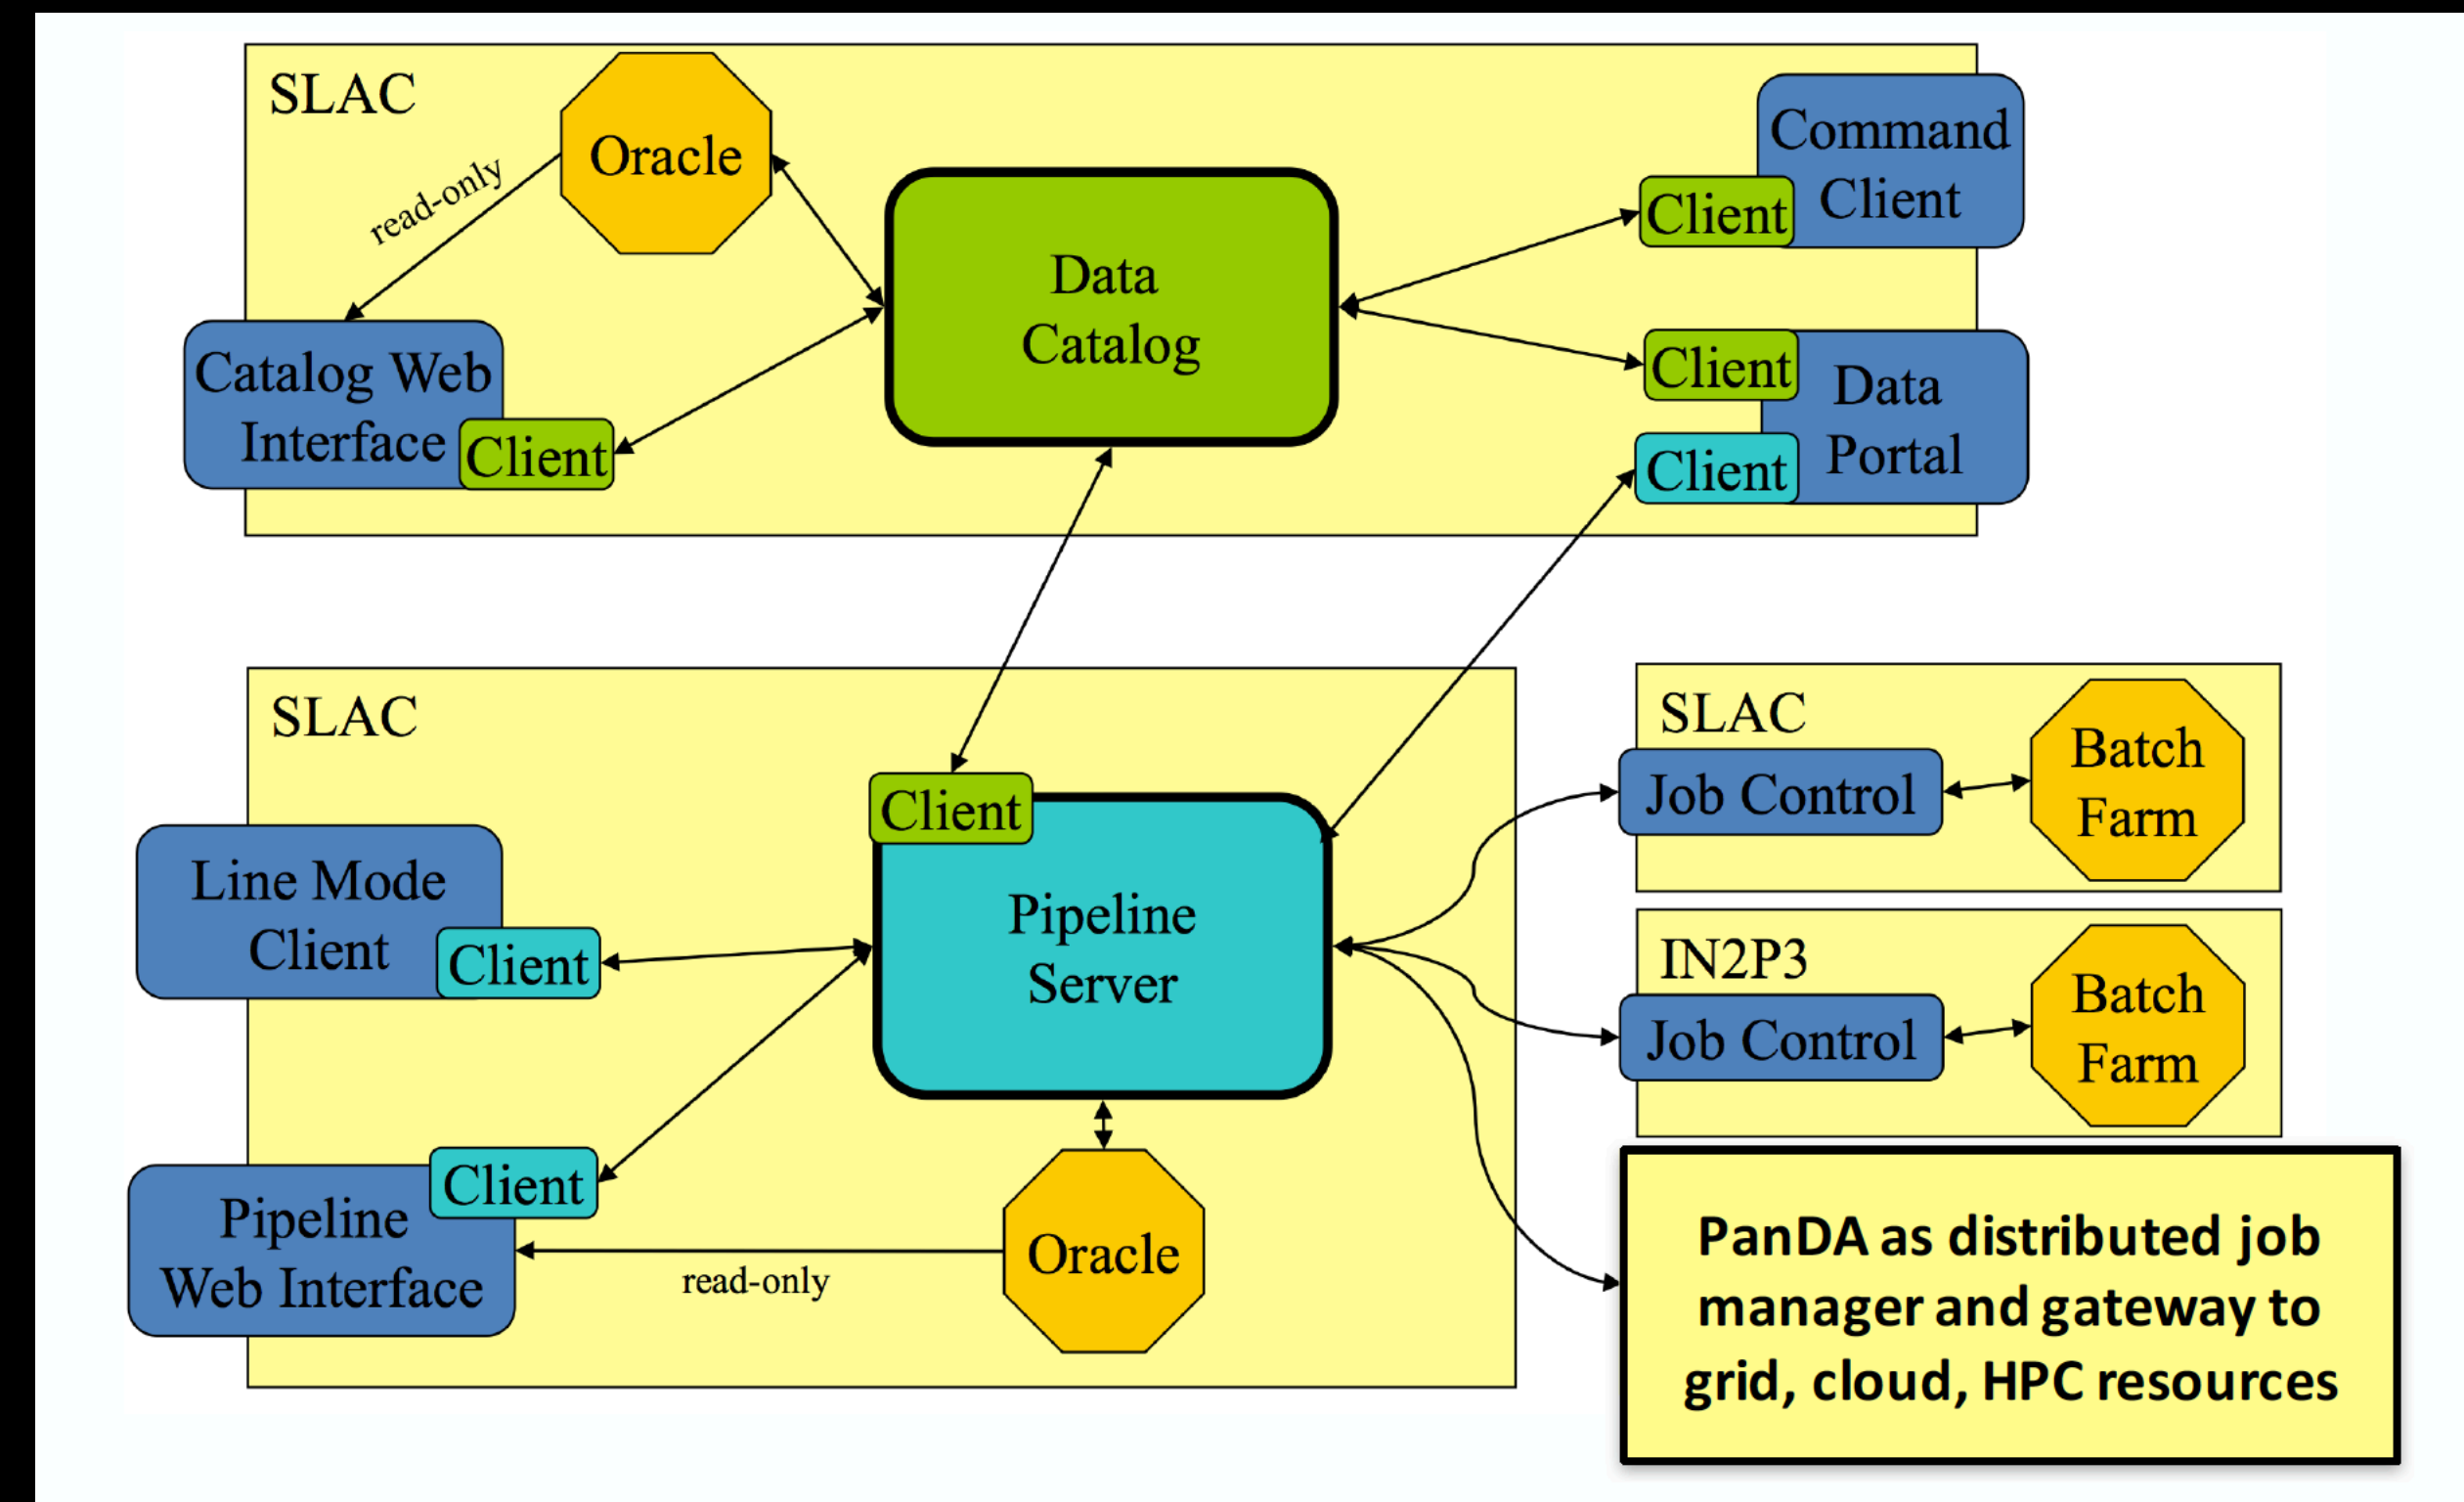 SLAC
Oracle
read-only
Data
Catalog
Command
Client
Client
Catalog Web
Interface
Client
Client
Data
Portal
Client
SLAC
Client
Line Mode
Client
Client
Pipeline
Server
Client
Pipeline
Web Interface
read-only
Oracle
SLAC
Job Control
Batch
Farm
IN2P3
Job Control
Batch
Farm
PanDA as distributed job
manager and gateway to
grid, cloud, HPC resources